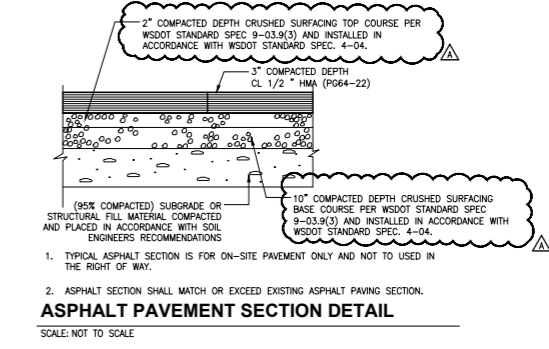 2" COMPACTED DEPTH CRUSHED SURFACING TOP COURSE PER
WSDOT STANDARD SPEC 9-03.9(3) AND INSTALLED IN
ACCORDANCE WITH WSDOT STANDARD SPEC. 4-04.
A
3" COMPACTED DEPTH
CL 1/2 " HMA (PG64-22)
(95% COMPACTED) SUBGRADE OR
STRUCTURAL FILL MATERIAL COMPACTED
AND PLACED IN ACCORDANCE WITH SOIL
ENGINEERS RECOMMENDATIONS
10" COMPACTED DEPTH CRUSHED SURFACING
BASE COURSE PER WSDOT STANDARD SPEC
9-03.9(3) AND INSTALLED IN ACCORDANCE WITH
WSDOT STANDARD SPEC. 4-04.
A
1. TYPICAL ASPHALT SECTION IS FOR ON-SITE PAVEMENT ONLY AND NOT TO USED IN
THE RIGHT OF WAY.
2. ASPHALT SECTION SHALL MATCH OR EXCEED EXISTING ASPHALT PAVING SECTION.
ASPHALT PAVEMENT SECTION DETAIL
SCALE: NOT TO SCALE